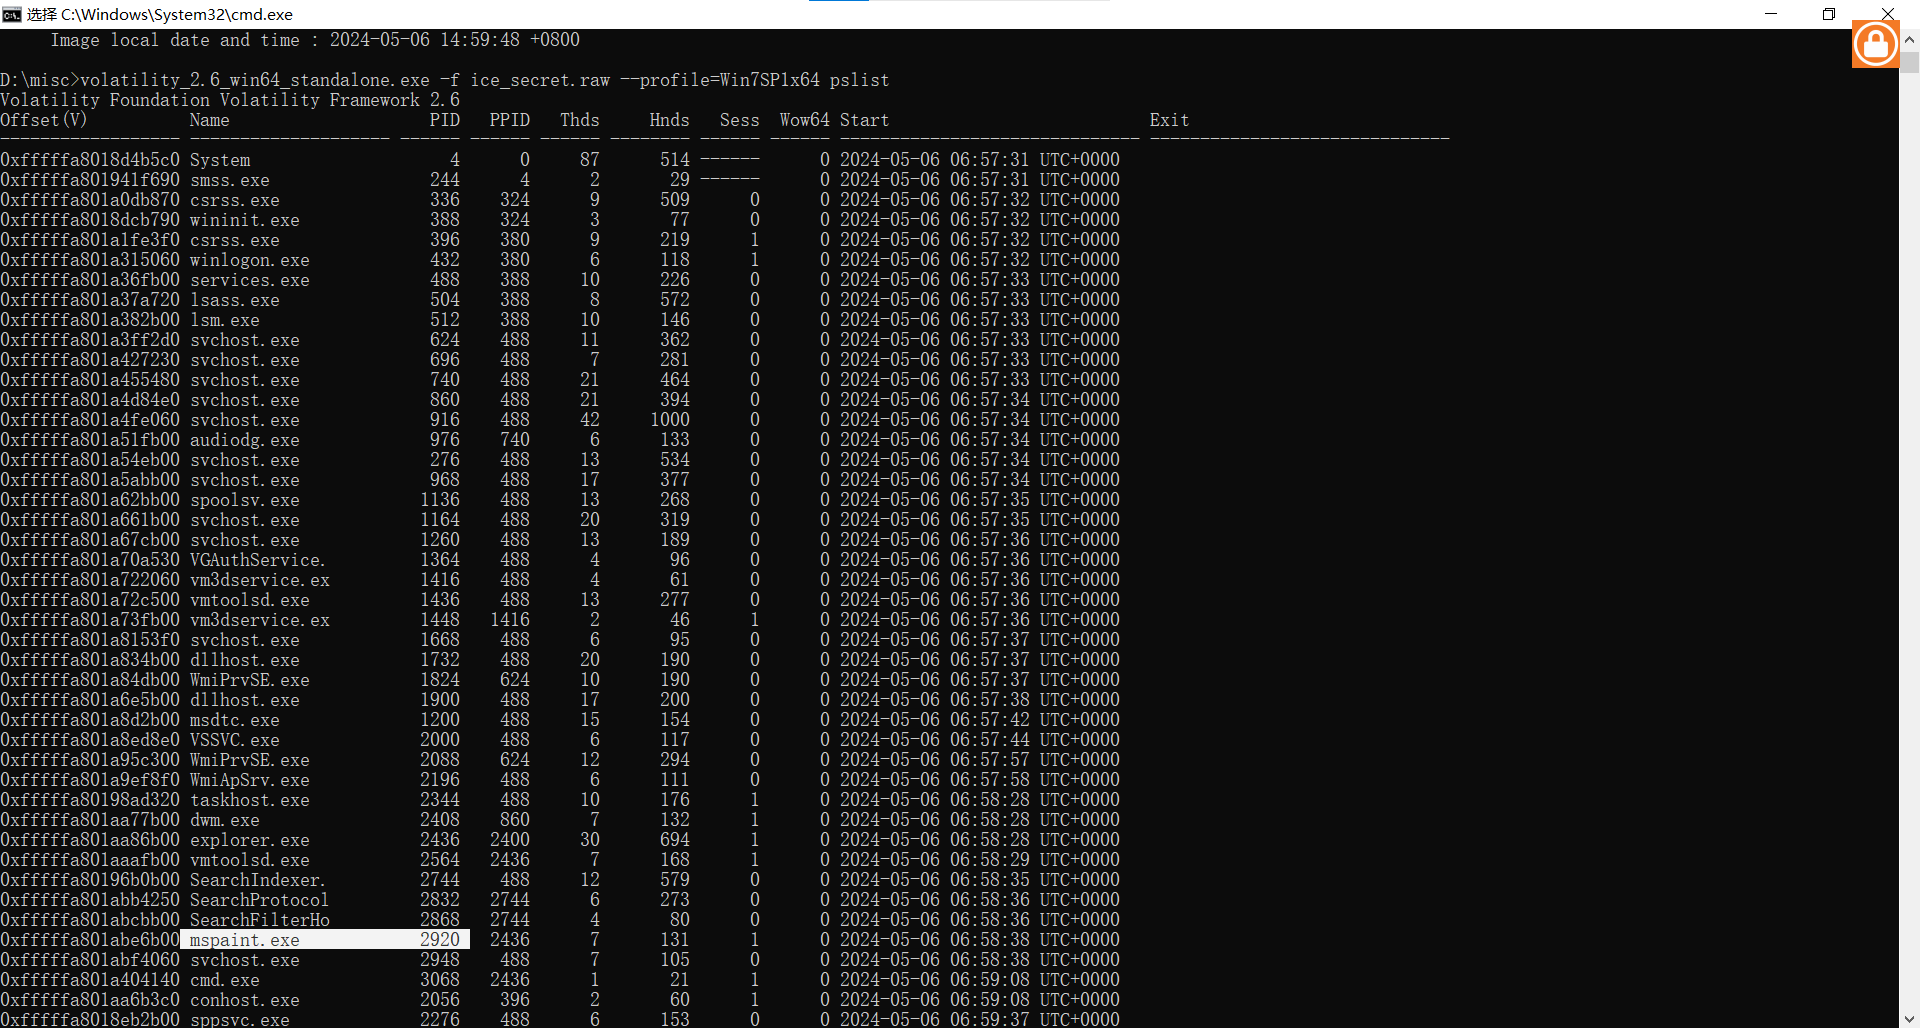 选择 C:\Windows\System32\cmd.exe
Image local date and time : 2024-05-06 14:59:48 +0800
D:\misc>volatility_2.6_win64_standalone.exe -f ice_secret.raw --profile=Win7SP1x64 pslist
Volatility Foundation Volatility Framework 2.6
Offset(V) Name PID PPID Thds Hnds Sess Wow64 Start Exit
------------------ -------------------- ------ ------ ------ -------- ------ ------ ------------------------------ ------------------------------
0xfffffa8018d4b5c0 System 4 0 87 514 ------ 0 2024-05-06 06:57:31 UTC+0000
0xfffffa801941f690 smss.exe 244 4 2 29 ------ 0 2024-05-06 06:57:31 UTC+0000
0xfffffa801a0db870 csrss.exe 336 324 9 509 0 0 2024-05-06 06:57:32 UTC+0000
0xfffffa8018dcb790 wininit.exe 388 324 3 77 0 0 2024-05-06 06:57:32 UTC+0000
0xfffffa801a1fe3f0 csrss.exe 396 380 9 219 1 0 2024-05-06 06:57:32 UTC+0000
0xfffffa801a315060 winlogon.exe 432 380 6 118 1 0 2024-05-06 06:57:32 UTC+0000
0xfffffa801a36fb00 services.exe 488 388 10 226 0 0 2024-05-06 06:57:33 UTC+0000
0xfffffa801a37a720 lsass.exe 504 388 8 572 0 0 2024-05-06 06:57:33 UTC+0000
0xfffffa801a382b00 lsm.exe 512 388 10 146 0 0 2024-05-06 06:57:33 UTC+0000
0xfffffa801a3ff2d0 svchost.exe 624 488 11 362 0 0 2024-05-06 06:57:33 UTC+0000
0xfffffa801a427230 svchost.exe 696 488 7 281 0 0 2024-05-06 06:57:33 UTC+0000
0xfffffa801a455480 svchost.exe 740 488 21 464 0 0 2024-05-06 06:57:33 UTC+0000
0xfffffa801a4d84e0 svchost.exe 860 488 21 394 0 0 2024-05-06 06:57:34 UTC+0000
0xfffffa801a4fe060 svchost.exe 916 488 42 1000 0 0 2024-05-06 06:57:34 UTC+0000
0xfffffa801a51fb00 audiodg.exe 976 740 6 133 0 0 2024-05-06 06:57:34 UTC+0000
0xfffffa801a54eb00 svchost.exe 276 488 13 534 0 0 2024-05-06 06:57:34 UTC+0000
0xfffffa801a5abb00 svchost.exe 968 488 17 377 0 0 2024-05-06 06:57:34 UTC+0000
0xfffffa801a62bb00 spoolsv.exe 1136 488 13 268 0 0 2024-05-06 06:57:35 UTC+0000
0xfffffa801a661b00 svchost.exe 1164 488 20 319 0 0 2024-05-06 06:57:35 UTC+0000
0xfffffa801a67cb00 svchost.exe 1260 488 13 189 0 0 2024-05-06 06:57:36 UTC+0000
0xfffffa801a70a530 VGAuthService. 1364 488 4 96 0 0 2024-05-06 06:57:36 UTC+0000
0xfffffa801a722060 vm3dservice.ex 1416 488 4 61 0 0 2024-05-06 06:57:36 UTC+0000
0xfffffa801a72c500 vmtoolsd.exe 1436 488 13 277 0 0 2024-05-06 06:57:36 UTC+0000
0xfffffa801a73fb00 vm3dservice.ex 1448 1416 2 46 1 0 2024-05-06 06:57:36 UTC+0000
0xfffffa801a8153f0 svchost.exe 1668 488 6 95 0 0 2024-05-06 06:57:37 UTC+0000
0xfffffa801a834b00 dllhost.exe 1732 488 20 190 0 0 2024-05-06 06:57:37 UTC+0000
0xfffffa801a84db00 WmiPrvSE.exe 1824 624 10 190 0 0 2024-05-06 06:57:37 UTC+0000
0xfffffa801a6e5b00 dllhost.exe 1900 488 17 200 0 0 2024-05-06 06:57:38 UTC+0000
0xfffffa801a8d2b00 msdtc.exe 1200 488 15 154 0 0 2024-05-06 06:57:42 UTC+0000
0xfffffa801a8ed8e0 VSSVC.exe 2000 488 6 117 0 0 2024-05-06 06:57:44 UTC+0000
0xfffffa801a95c300 WmiPrvSE.exe 2088 624 12 294 0 0 2024-05-06 06:57:57 UTC+0000
0xfffffa801a9ef8f0 WmiApSrv.exe 2196 488 6 111 0 0 2024-05-06 06:57:58 UTC+0000
0xfffffa80198ad320 taskhost.exe 2344 488 10 176 1 0 2024-05-06 06:58:28 UTC+0000
0xfffffa801aa77b00 dwm.exe 2408 860 7 132 1 0 2024-05-06 06:58:28 UTC+0000
0xfffffa801aa86b00 explorer.exe 2436 2400 30 694 1 0 2024-05-06 06:58:28 UTC+0000
0xfffffa801aaafb00 vmtoolsd.exe 2564 2436 7 168 1 0 2024-05-06 06:58:29 UTC+0000
0xfffffa80196b0b00 SearchIndexer. 2744 488 12 579 0 0 2024-05-06 06:58:35 UTC+0000
0xfffffa801abb4250 SearchProtocol 2832 2744 6 273 0 0 2024-05-06 06:58:36 UTC+0000
0xfffffa801abcbb00 SearchFilterHo 2868 2744 4 80 0 0 2024-05-06 06:58:36 UTC+0000
0xfffffa801abe6b00 mspaint.exe 2920 2436 7 131 1 0 2024-05-06 06:58:38 UTC+0000
0xfffffa801abf4060 svchost.exe 2948 488 7 105 0 0 2024-05-06 06:58:38 UTC+0000
0xfffffa801a404140 cmd.exe 3068 2436 1 21 1 0 2024-05-06 06:59:08 UTC+0000
0xfffffa801aa6b3c0 conhost.exe 2056 396 2 60 1 0 2024-05-06 06:59:08 UTC+0000
0xfffffa8018eb2b00 sppsvc.exe 2276 488 6 153 0 0 2024-05-06 06:59:37 UTC+0000